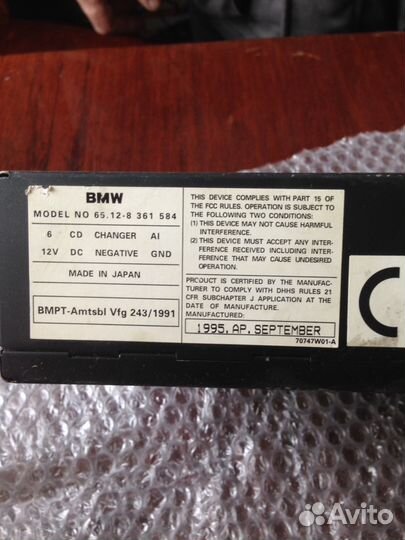 BMW
MODEL NO 65.12-8 361 584
6 CD CHANGER AI
12V DC NEGATIVE GND
MADE IN JAPAN
BMPT-Amtsbl Vfg 243/1991
THIS DEVICE COMPLIES WITH PART 15 OF
THE FCC RULES. OPERATION IS SUBJECT TO
THE FOLLOWING TWO CONDITIONS:
(1) THIS DEVICE MAY NOT CAUSE HARMFUL
INTERFERENCE.
(2) THIS DEVICE MUST ACCEPT ANY INTER-
FERENCE RECEIVED INCLUDING INTER-
FERENCE THAT MAY CAUSE UNDESIRED
OPERATION.
PRODUCT IS CERTIFIED BY THE MANUFAC-
TURER TO COMPLY WITH DHHS RULES 21
CFR SUBCHAPTER J APPLICATION AT THE
DATE OF MANUFACTURE.
MANUFACTURED:
1995, AP. SEPTEMBER
70747W01-A
CE
Avito